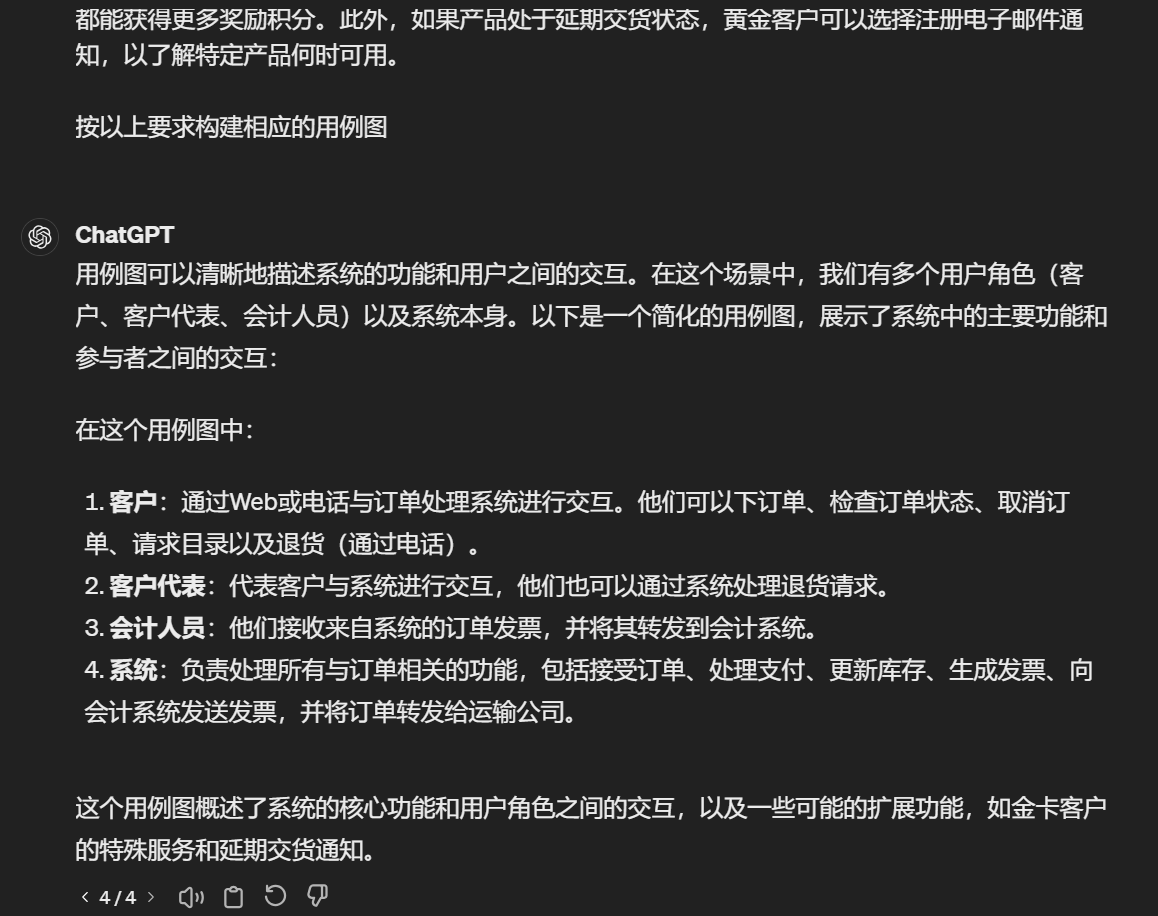 都能获得更多奖励积分。此外，如果产品处于延期交货状态，黄金客户可以选择注册电子邮件通
知，以了解特定产品何时可用。
按以上要求构建相应的用例图
ChatGPT
用例图可以清晰地描述系统的功能和用户之间的交互。在这个场景中，我们有多个用户角色（客
户、客户代表、会计人员）以及系统本身。以下是一个简化的用例图，展示了系统中的主要功能和
参与者之间的交互：
在这个用例图中：
1. 客户：通过Web或电话与订单处理系统进行交互。他们可以下订单、检查订单状态、取消订
单、请求目录以及退货（通过电话）。
2. 客户代表：代表客户与系统进行交互，他们也可以通过系统处理退货请求。
3. 会计人员：他们接收来自系统的订单发票，并将其转发到会计系统。
4. 系统：负责处理所有与订单相关的功能，包括接受订单、处理支付、更新库存、生成发票、向
会计系统发送发票，并将订单转发给运输公司。
这个用例图概述了系统的核心功能和用户角色之间的交互，以及一些可能的扩展功能，如金卡客户
的特殊服务和延期交货通知。
4/4